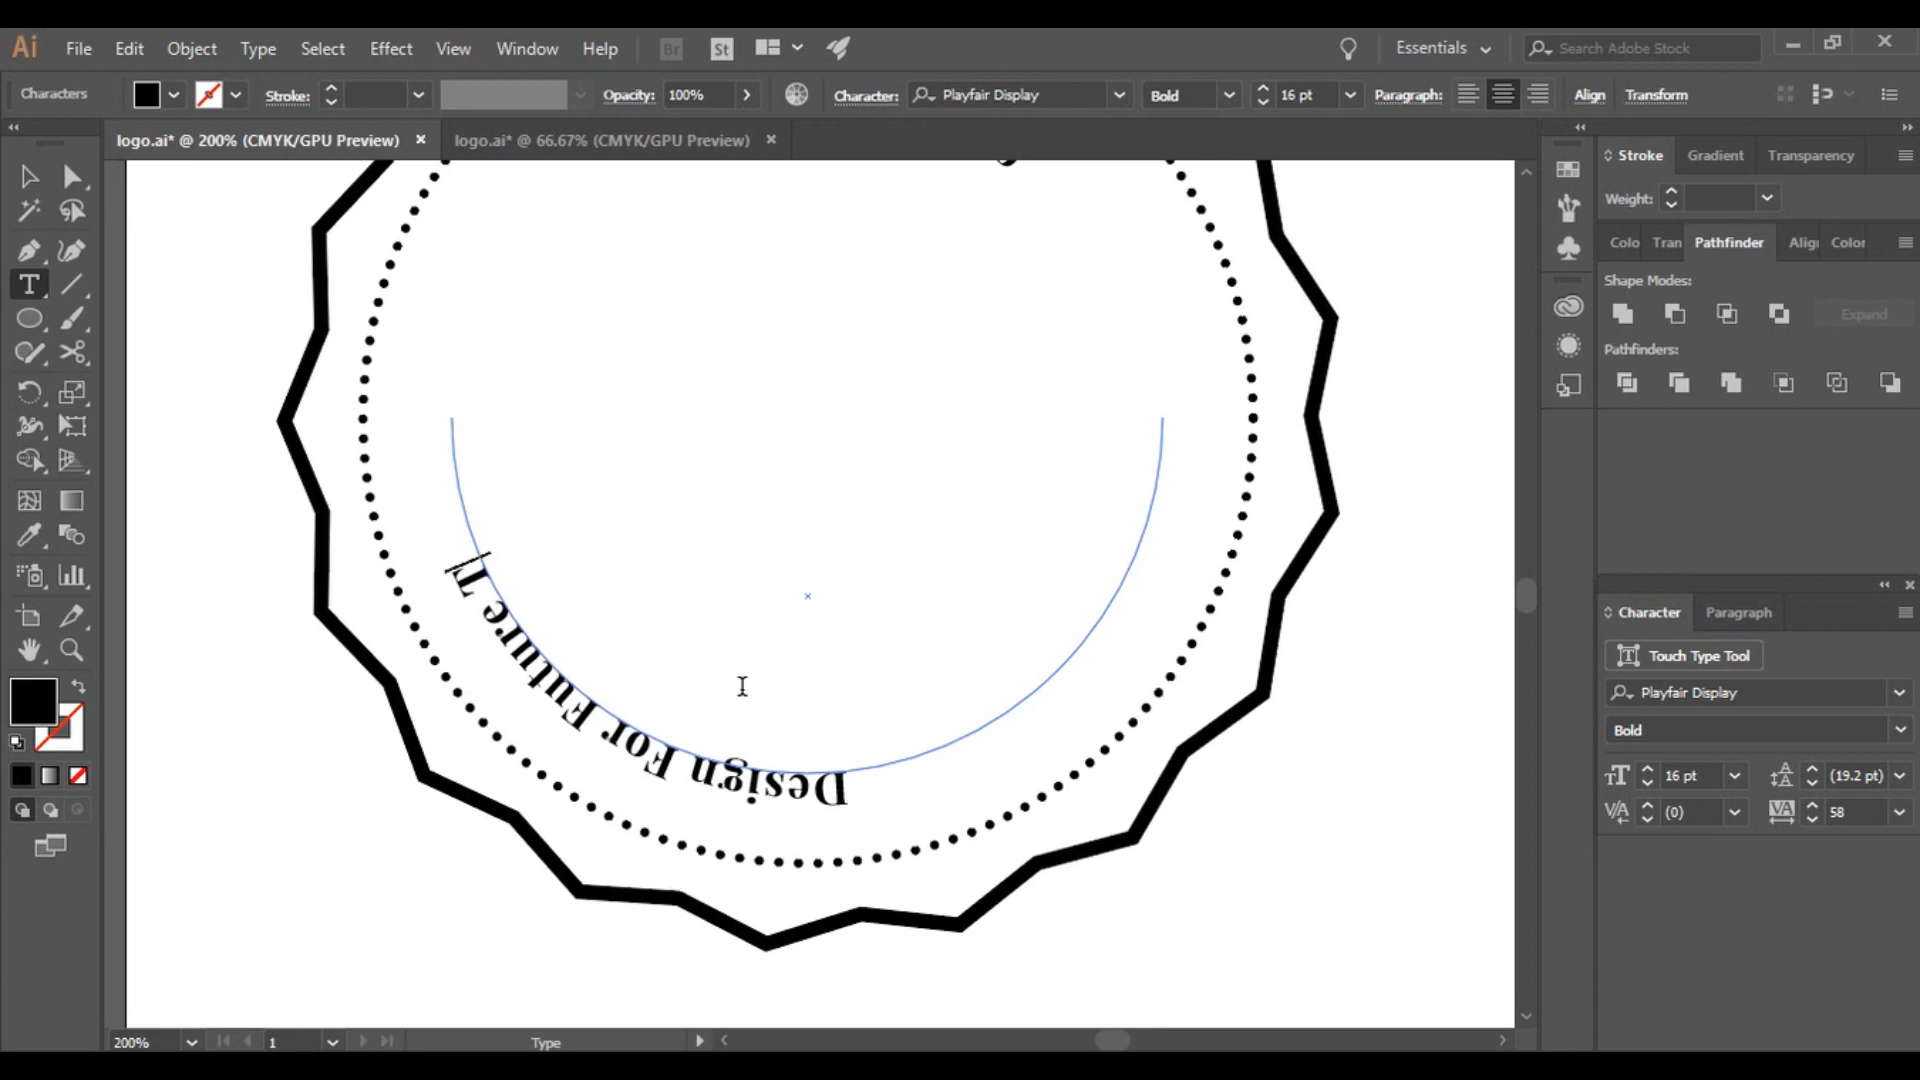 Ai File Edit Object Type Select Effect View Window Help Br St Essentials Search Adobe Stock
Characters Stroke: Opacity: 100% Character: Playfair Display Bold 16 pt Paragraph: Align Transform
logo.ai* @ 200% (CMYK/GPU Preview) × logo.ai* @ 66.67% (CMYK/GPU Preview) ×
Stroke Gradient Transparency
Weight:
Colo Tran Pathfinder Alig Color
Shape Modes:
Expand
Pathfinders:
Design For Future T
Character Paragraph
Touch Type Tool
Playfair Display
Bold
16 pt (19.2 pt)
(0) 58
200% 1 Type